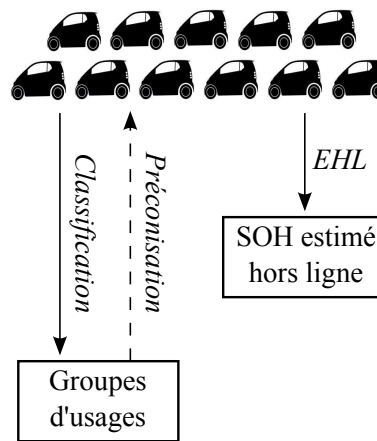 Classification
Préconisation
EHL
SOH estimé
hors ligne
Groupes
d'usages